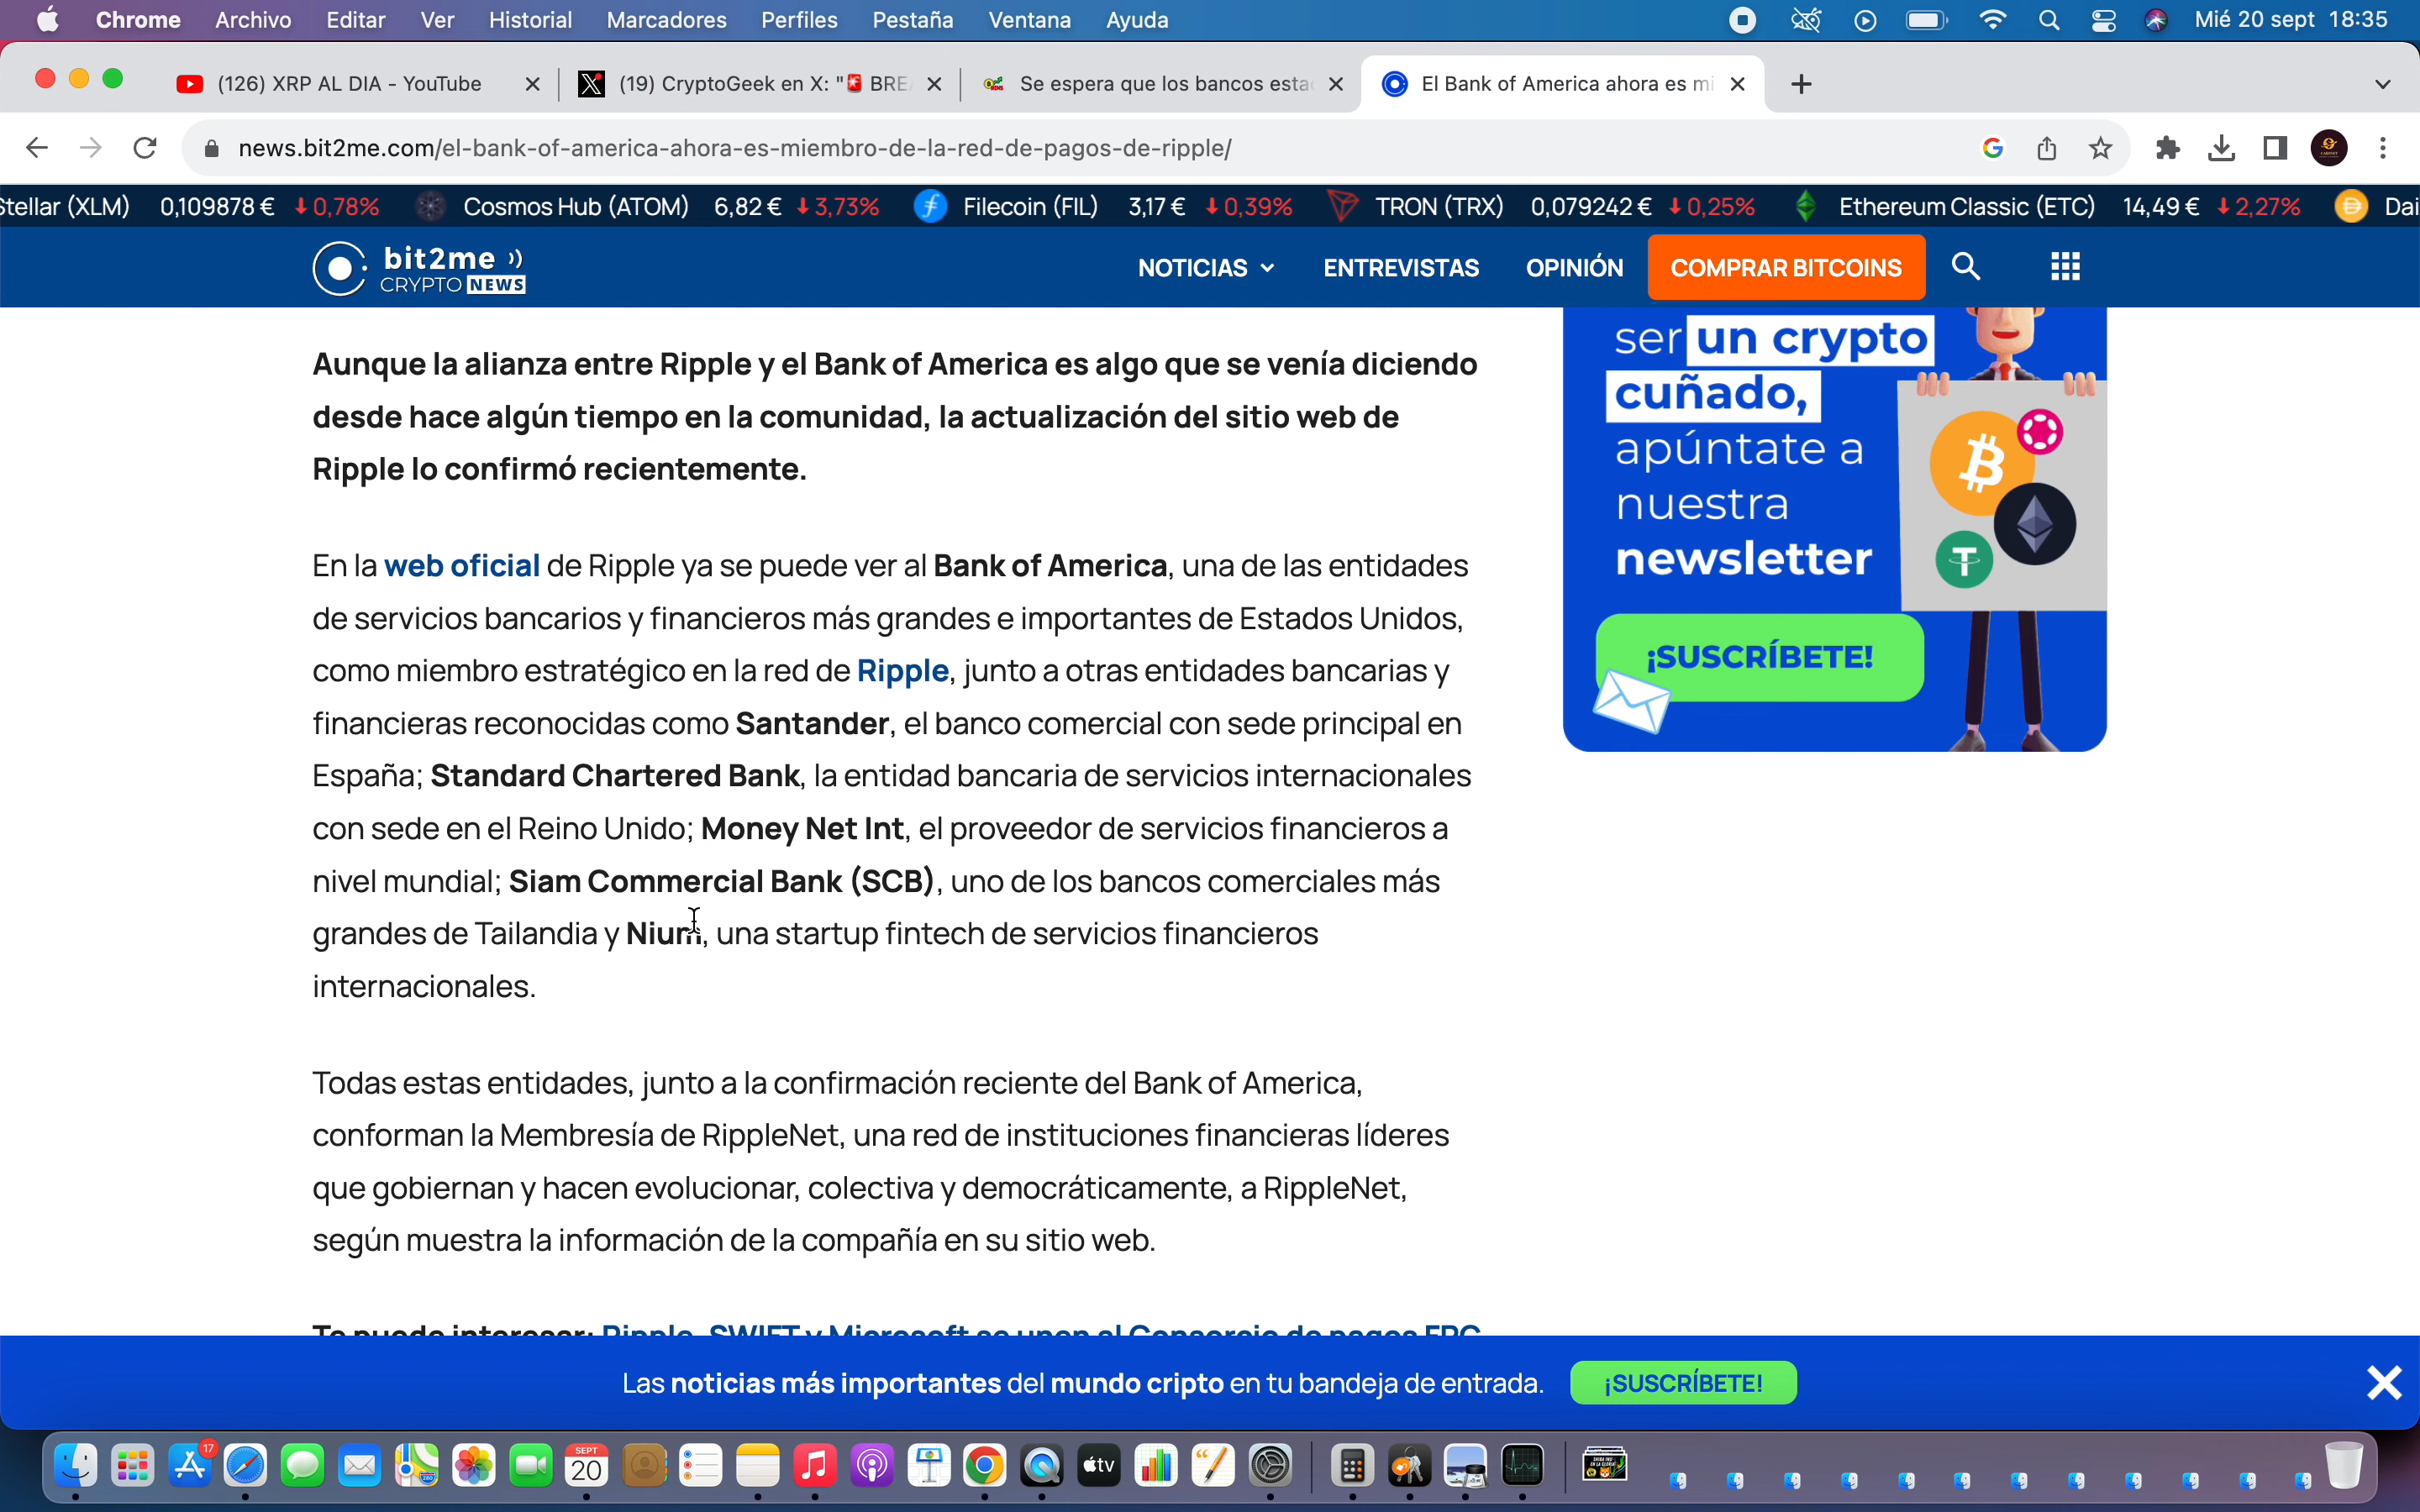 Chrome Archivo Editar Ver Historial Marcadores Perfiles Pestaña Ventana Ayuda Mié 20 sept 18:35
(126) XRP AL DIA - YouTube (19) CryptoGeek en X: "🚨 BRE Se espera que los bancos esta El Bank of America ahora es mi
news.bit2me.com/el-bank-of-america-ahora-es-miembro-de-la-red-de-pagos-de-ripple/
Stellar (XLM) 0,109878 € 0,78% Cosmos Hub (ATOM) 6,82 € 3,73% Filecoin (FIL) 3,17 € 0,39% TRON (TRX) 0,079242 € 0,25% Ethereum Classic (ETC) 14,49 € 2,27% Dai
bit2me
CRYPTO NEWS
NOTICIAS ENTREVISTAS OPINIÓN COMPRAR BITCOINS
Aunque la alianza entre Ripple y el Bank of America es algo que se venía diciendo
desde hace algún tiempo en la comunidad, la actualización del sitio web de
Ripple lo confirmó recientemente.
En la web oficial de Ripple ya se puede ver al Bank of America, una de las entidades
de servicios bancarios y financieros más grandes e importantes de Estados Unidos,
como miembro estratégico en la red de Ripple, junto a otras entidades bancarias y
financieras reconocidas como Santander, el banco comercial con sede principal en
España; Standard Chartered Bank, la entidad bancaria de servicios internacionales
con sede en el Reino Unido; Money Net Int, el proveedor de servicios financieros a
nivel mundial; Siam Commercial Bank (SCB), uno de los bancos comerciales más
grandes de Tailandia y Nium, una startup fintech de servicios financieros
internacionales.
Todas estas entidades, junto a la confirmación reciente del Bank of America,
conforman la Membresía de RippleNet, una red de instituciones financieras líderes
que gobiernan y hacen evolucionar, colectiva y democráticamente, a RippleNet,
según muestra la información de la compañía en su sitio web.
Te puede interesar: Ripple, SWIFT y Microsoft se unen al Consorcio de pagos ERC
ser un crypto
cuñado,
apúntate a
nuestra
newsletter
¡SUSCRÍBETE!
Las noticias más importantes del mundo cripto en tu bandeja de entrada. ¡SUSCRÍBETE!
17
SEPT
20
280
tv